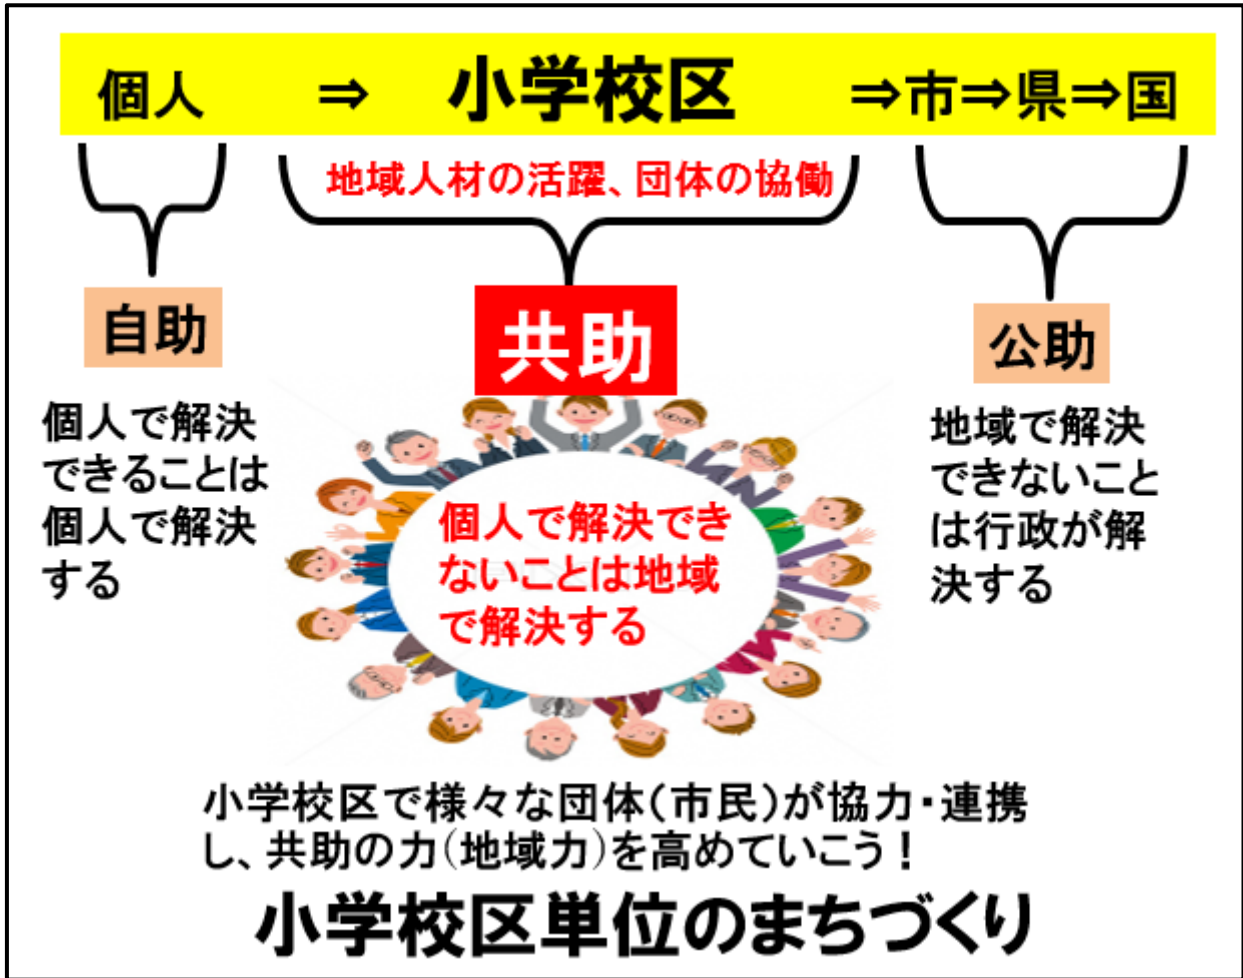 個人 ⇒ 小学校区 ⇒市⇒県⇒国
地域人材の活躍、団体の協働
自助
共助
公助
個人で解決
できることは
個人で解決
する
個人で解決でき
ないことは地域
で解決する
地域で解決
できないこと
は行政が解
決する
小学校区で様々な団体(市民)が協力・連携
し、共助の力(地域力)を高めていこう！
小学校区単位のまちづくり